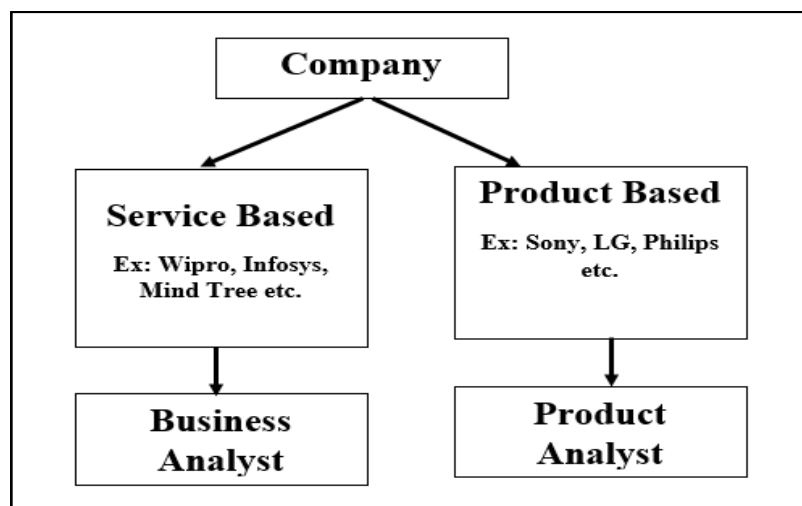 Company
Service Based
Ex: Wipro, Infosys,
Mind Tree etc.
Product Based
Ex: Sony, LG, Philips
etc.
Business
Analyst
Product
Analyst